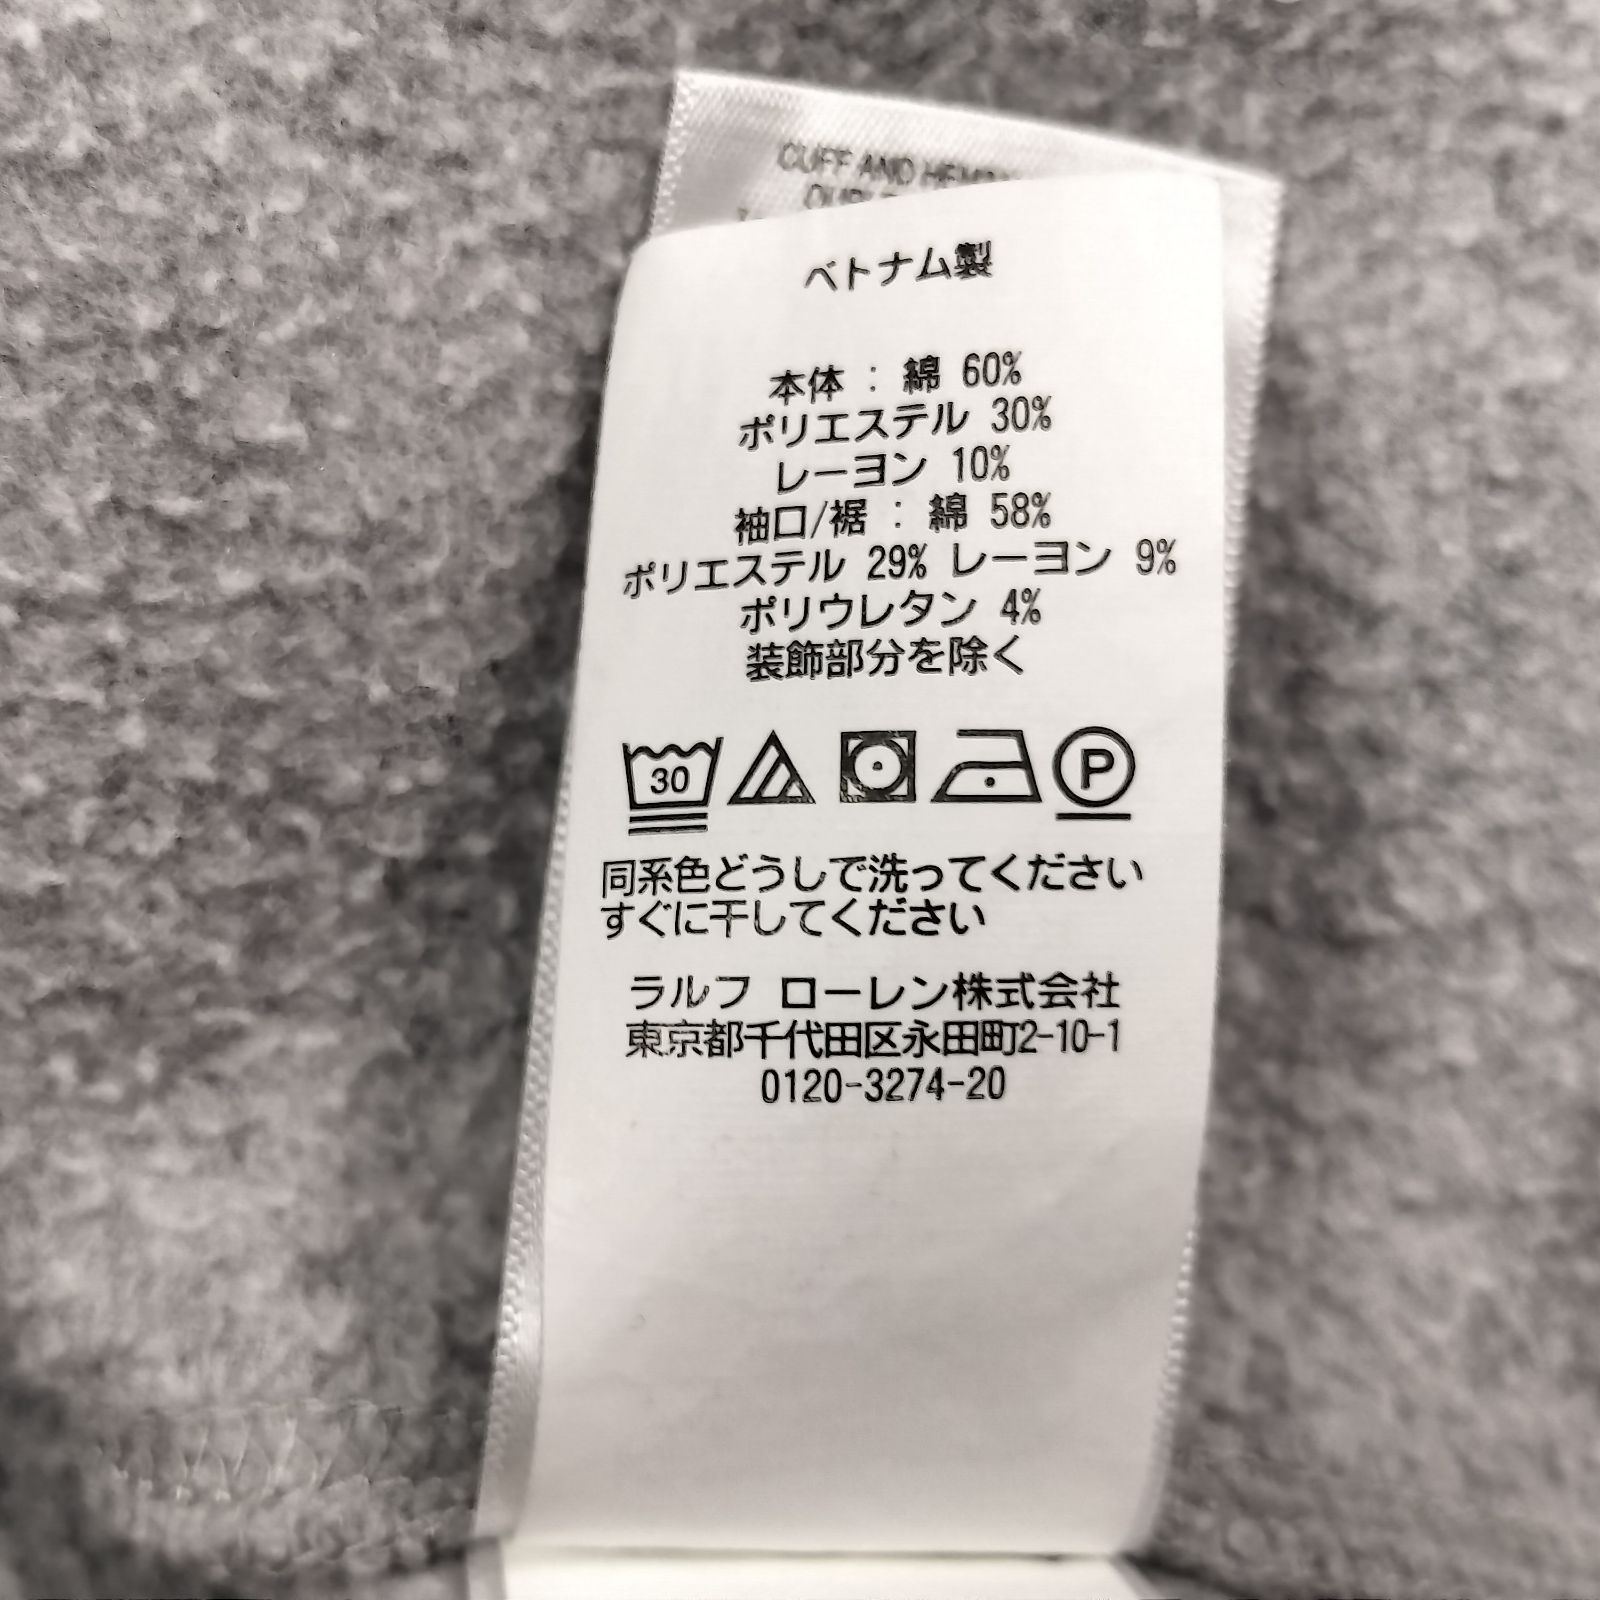 CUFF AND HEM
ベトナム製
本体 : 綿 60%
ポリエステル 30%
レーヨン 10%
袖口/裾 : 綿 58%
ポリエステル 29% レーヨン 9%
ポリウレタン 4%
装飾部分を除く
30 P
同系色どうしで洗ってください
すぐに干してください
ラルフ ローレン株式会社
東京都千代田区永田町2-10-1
0120-3274-20